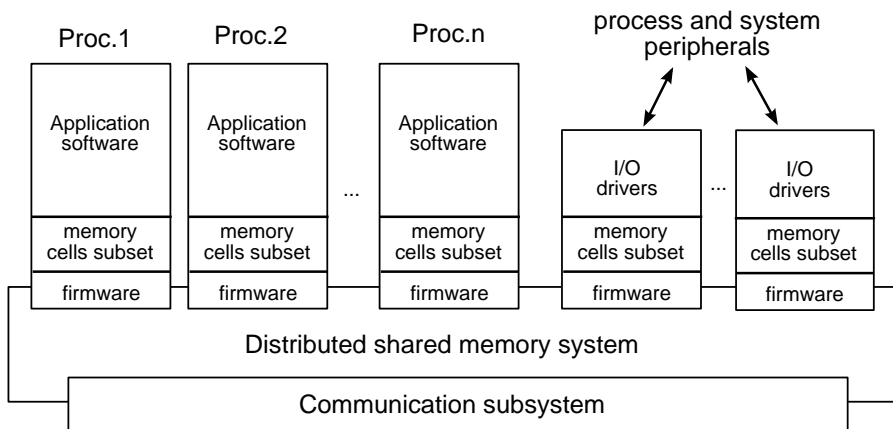 Proc.1
Proc.2
Proc.n
process and system
peripherals
Application
software
Application
software
...
Application
software
I/O
drivers
...
I/O
drivers
memory
cells subset
memory
cells subset
memory
cells subset
memory
cells subset
memory
cells subset
firmware
firmware
firmware
firmware
firmware
Distributed shared memory system
Communication subsystem